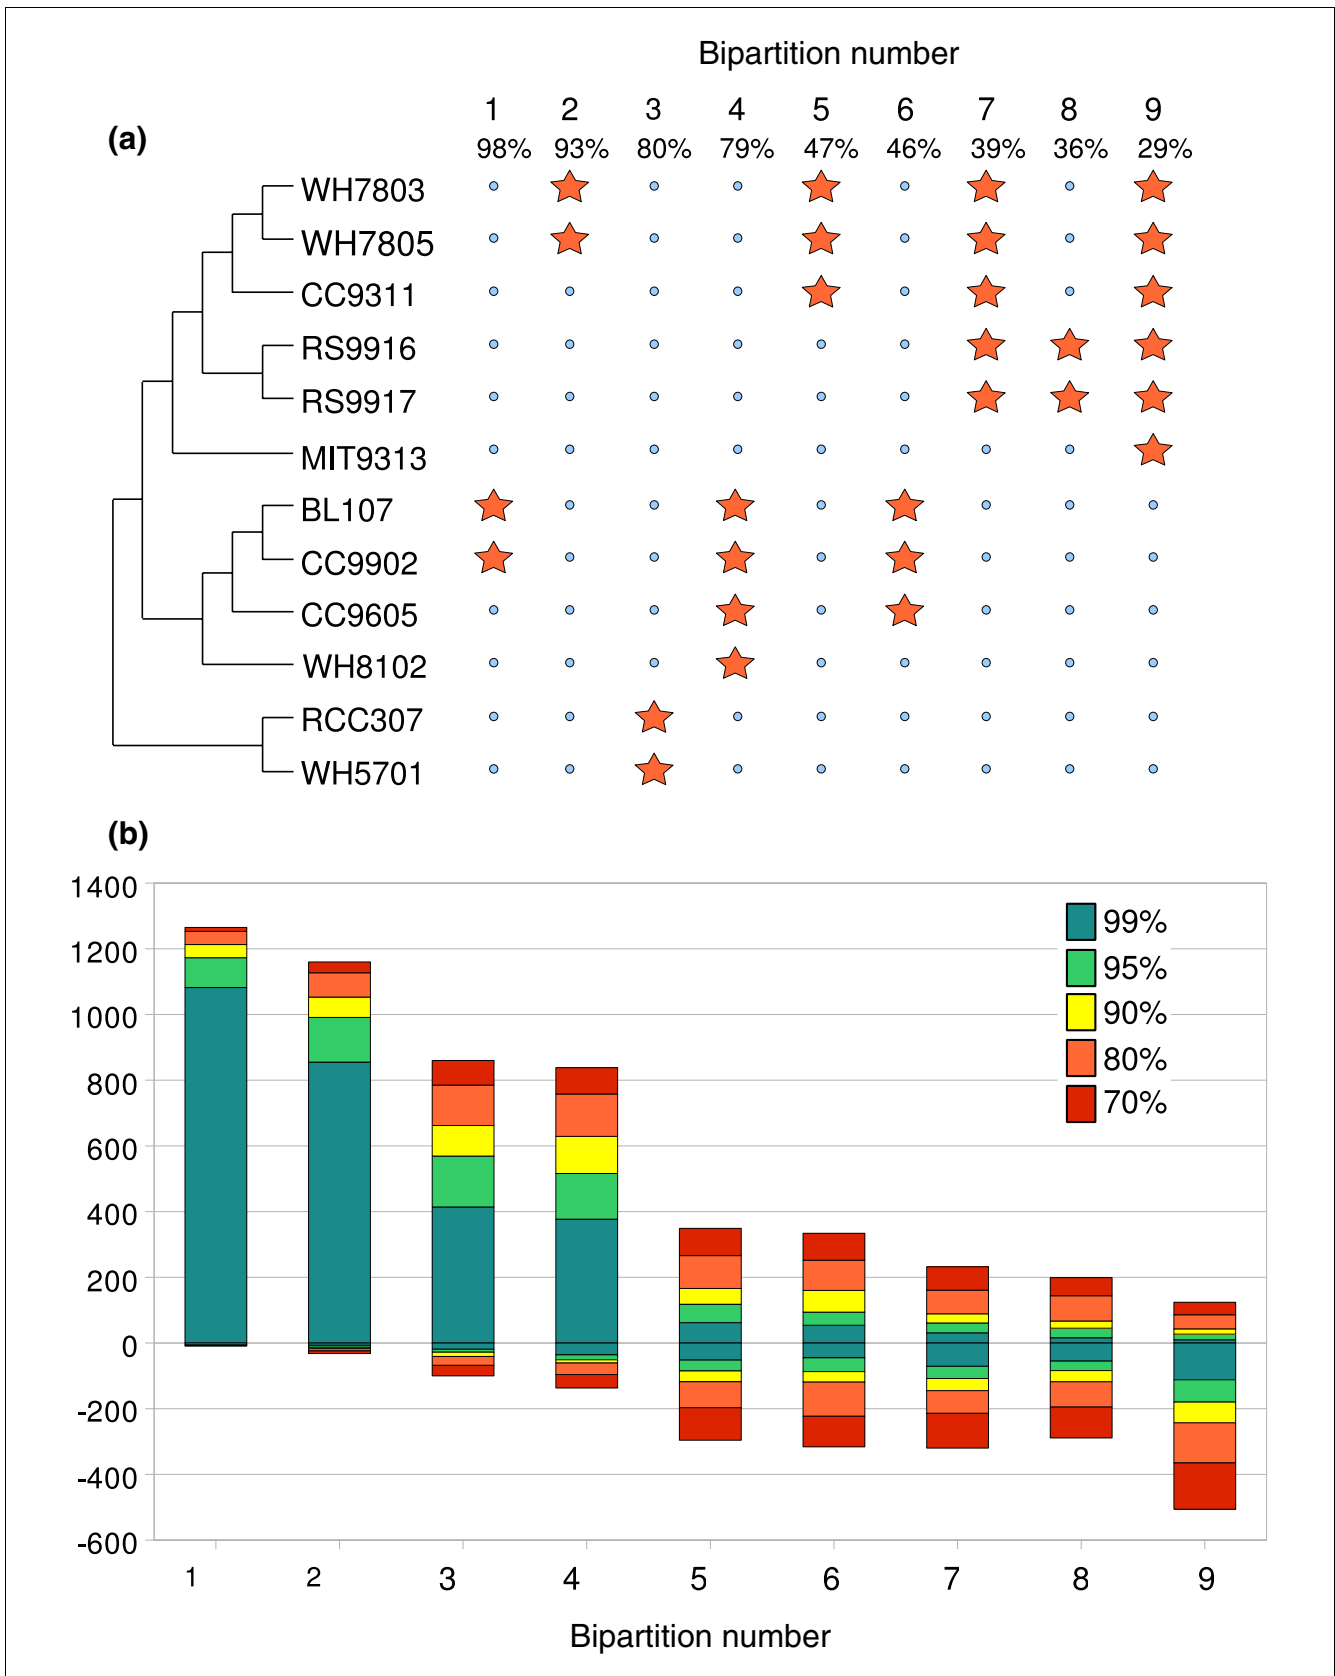 Bipartition number
1 2 3 4 5 6 7 8 9
(a)
98% 93% 80% 79% 47% 46% 39% 36% 29%
WH7803
WH7805
CC9311
RS9916
RS9917
MIT9313
BL107
CC9902
CC9605
WH8102
RCC307
WH5701
(b)
1400
1200
1000
800
600
400
200
0
-200
-400
-600
99%
95%
90%
80%
70%
1 2 3 4 5 6 7 8 9
Bipartition number